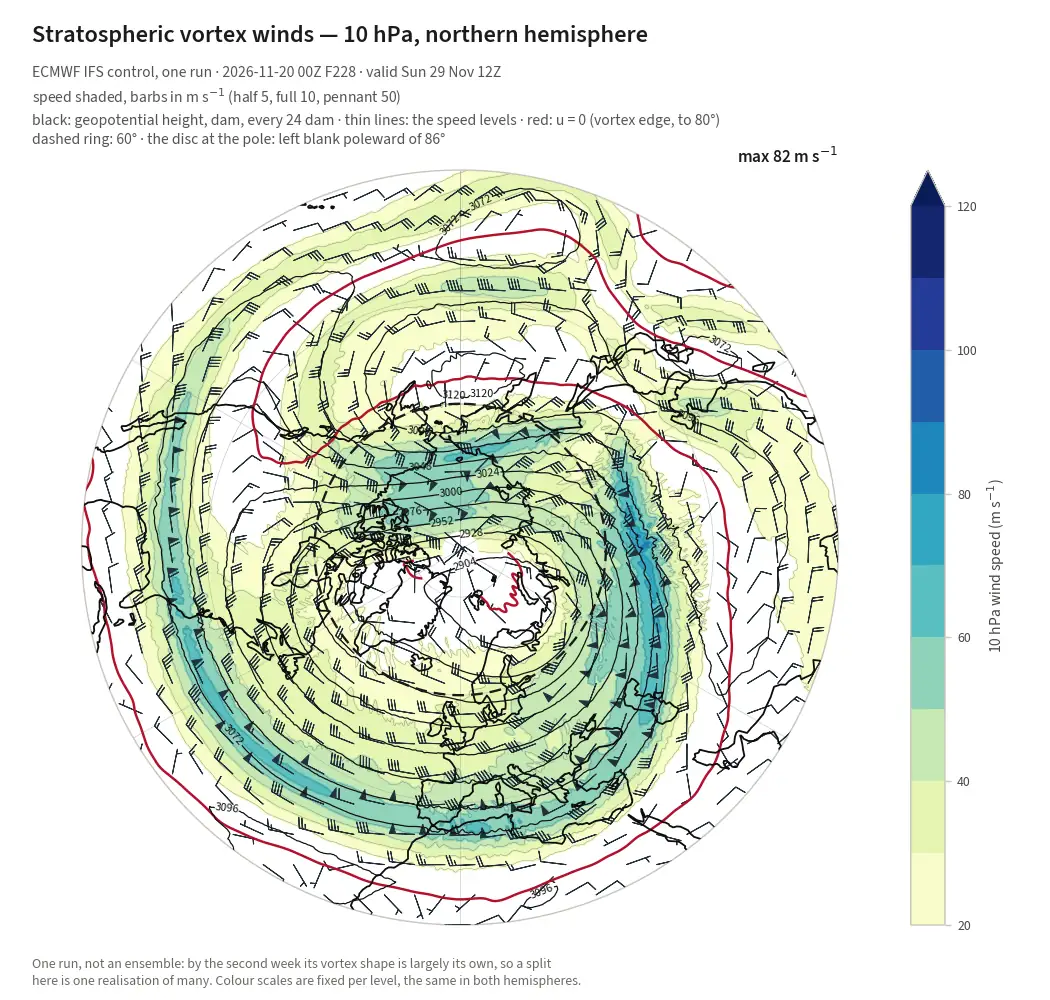 Stratospheric vortex winds — 10 hPa, northern hemisphere
ECMWF IFS control, one run · 2026-11-20 00Z F228 · valid Sun 29 Nov 12Z
speed shaded, barbs in m s⁻¹ (half 5, full 10, pennant 50)
black: geopotential height, dam, every 24 dam · thin lines: the speed levels · red: u = 0 (vortex edge, to 80°)
dashed ring: 60° · the disc at the pole: left blank poleward of 86°
max 82 m s⁻¹
120
100
80
60
40
20
10 hPa wind speed (m s⁻¹)
3072
3072
3072
0
3120
3120
3048
3024
3000
2952
2928
2904
3072
3096
3096
One run, not an ensemble: by the second week its vortex shape is largely its own, so a split
here is one realisation of many. Colour scales are fixed per level, the same in both hemispheres.